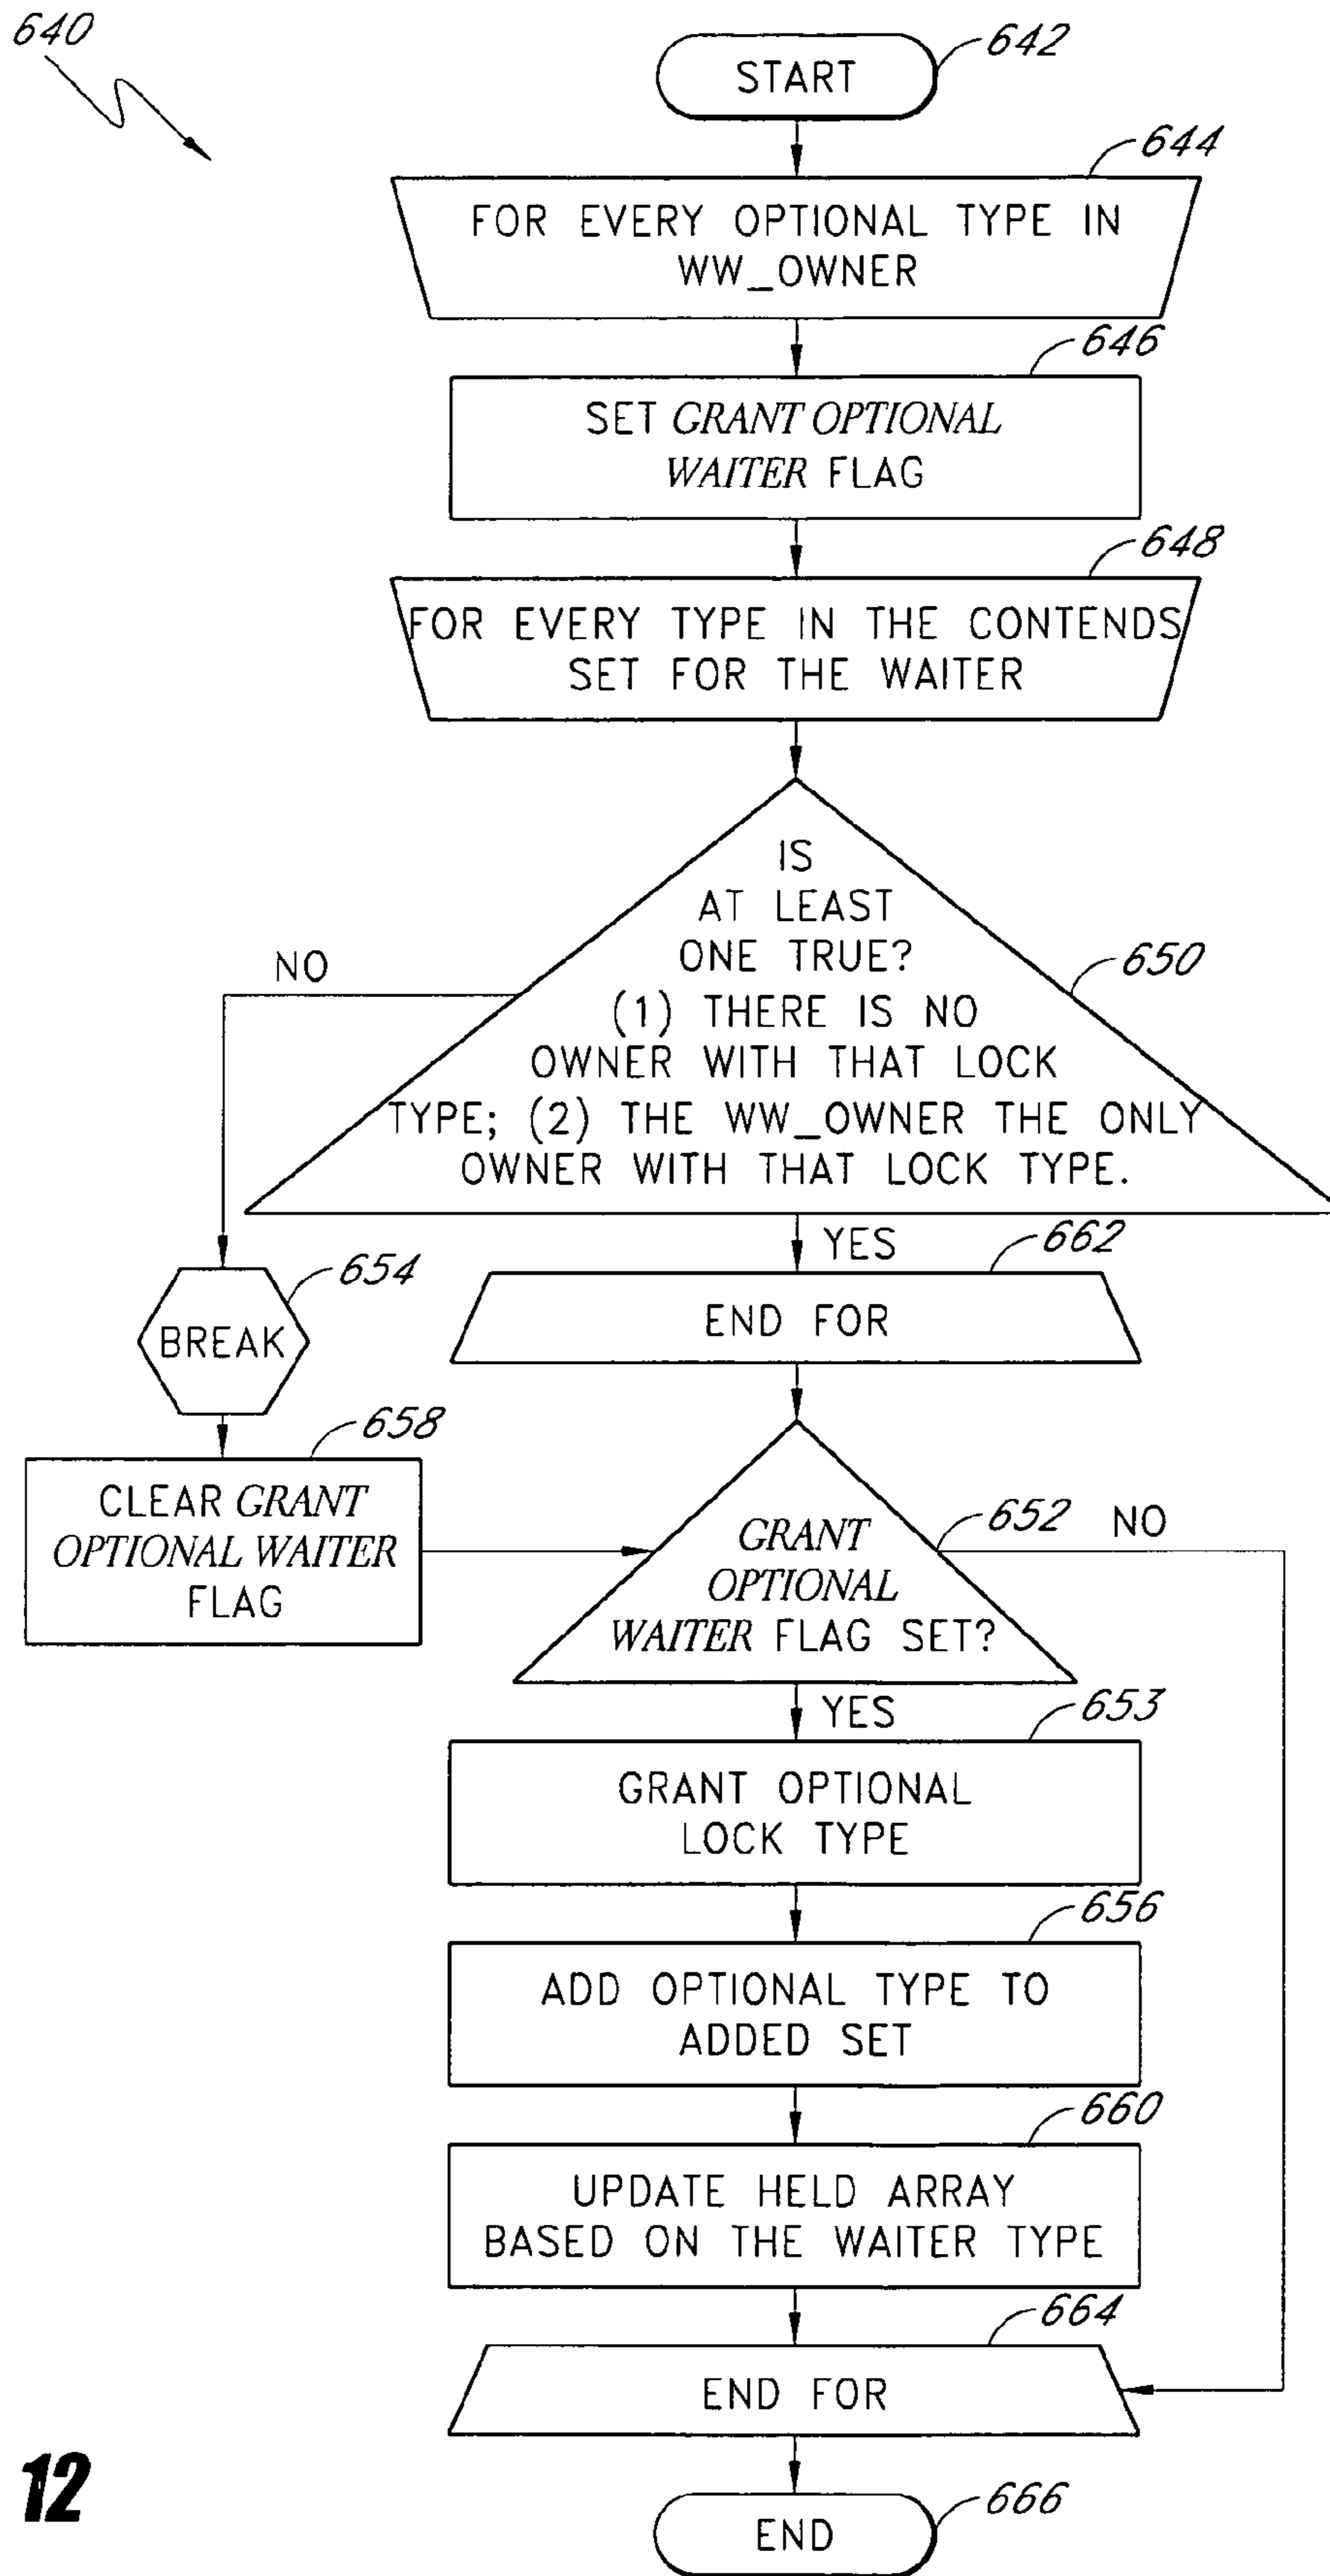 640
START
642
FOR EVERY OPTIONAL TYPE IN
WW_OWNER
644
SET GRANT OPTIONAL
WAITER FLAG
646
FOR EVERY TYPE IN THE CONTENDS
SET FOR THE WAITER
648
IS
AT LEAST
ONE TRUE?
(1) THERE IS NO
OWNER WITH THAT LOCK
TYPE; (2) THE WW_OWNER THE ONLY
OWNER WITH THAT LOCK TYPE.
650
NO
YES
BREAK
654
END FOR
662
CLEAR GRANT
OPTIONAL WAITER
FLAG
658
GRANT
OPTIONAL
WAITER FLAG SET?
652
NO
YES
GRANT OPTIONAL
LOCK TYPE
653
ADD OPTIONAL TYPE TO
ADDED SET
656
UPDATE HELD ARRAY
BASED ON THE WAITER TYPE
660
END FOR
664
END
666
12